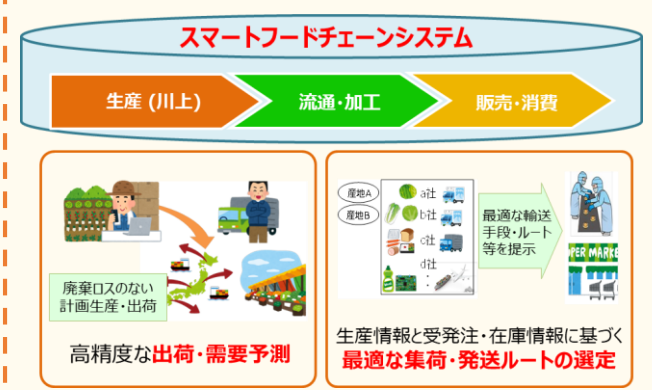 スマートフードチェーンシステム
生産 (川上)
流通・加工
販売・消費
廃棄ロスのない
計画生産・出荷
高精度な出荷・需要予測
産地A
産地B
a社
b社
c社
d社
最適な輸送
手段・ルート
等を提示
PER MARKE
生産情報と受発注・在庫情報に基づく
最適な集荷・発送ルートの選定